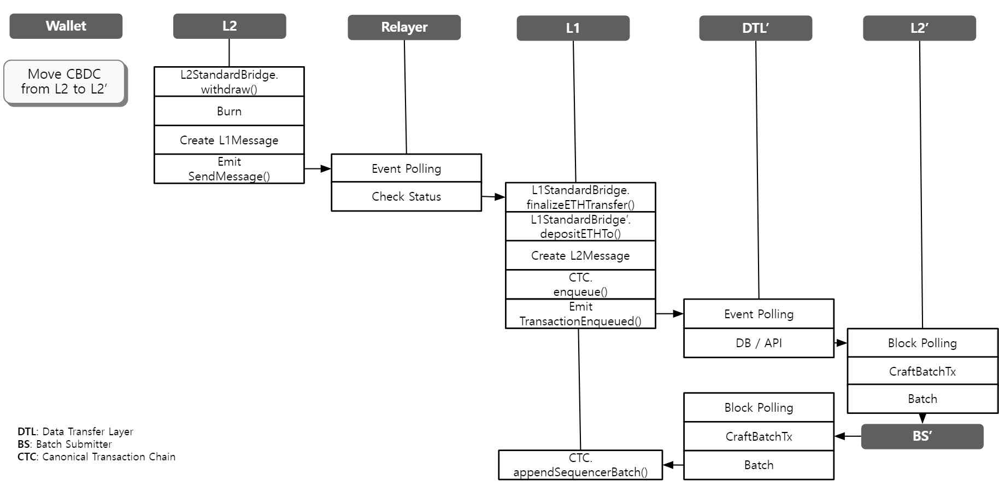 Wallet
L2
Relayer
L1
DTL’
L2’
Move CBDC
from L2 to L2’
L2StandardBridge.
withdraw()
Burn
Create L1Message
Emit
SendMessage()
Event Polling
Check Status
L1StandardBridge.
finalizeETHTransfer()
L1StandardBridge’.
depositETHTo()
Create L2Message
CTC.
enqueue()
Emit
TransactionEnqueued()
Event Polling
DB / API
Block Polling
CraftBatchTx
Batch
BS’
Block Polling
CraftBatchTx
Batch
CTC.
appendSequencerBatch()
DTL: Data Transfer Layer
BS: Batch Submitter
CTC: Canonical Transaction Chain